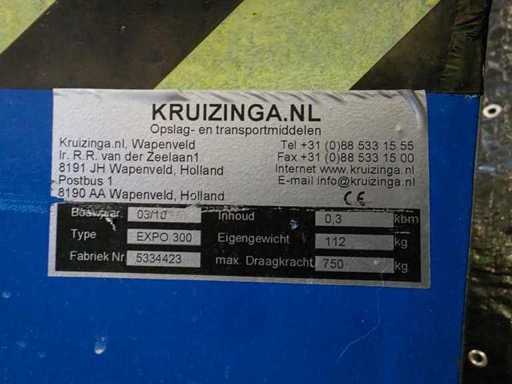 KRUIZINGA.NL
Opslag- en transportmiddelen
Kruizinga.nl, Wapenveld
Ir. R.R. van der Zeelaan1
8191 JH Wapenveld, Holland
Postbus 1
8190 AA Wapenveld, Holland
Tel +31 (0)88 533 15 55
Fax +31 (0)88 533 15 00
Internet www.kruizinga.nl
E-mail info@kruizinga.nl
CE
Bouwjaar 03/10 Inhoud 0,3 kbm
Type EXPO 300 Eigengewicht 112 kg
Fabriek Nr 5334423 max. Draagkracht 750 kg